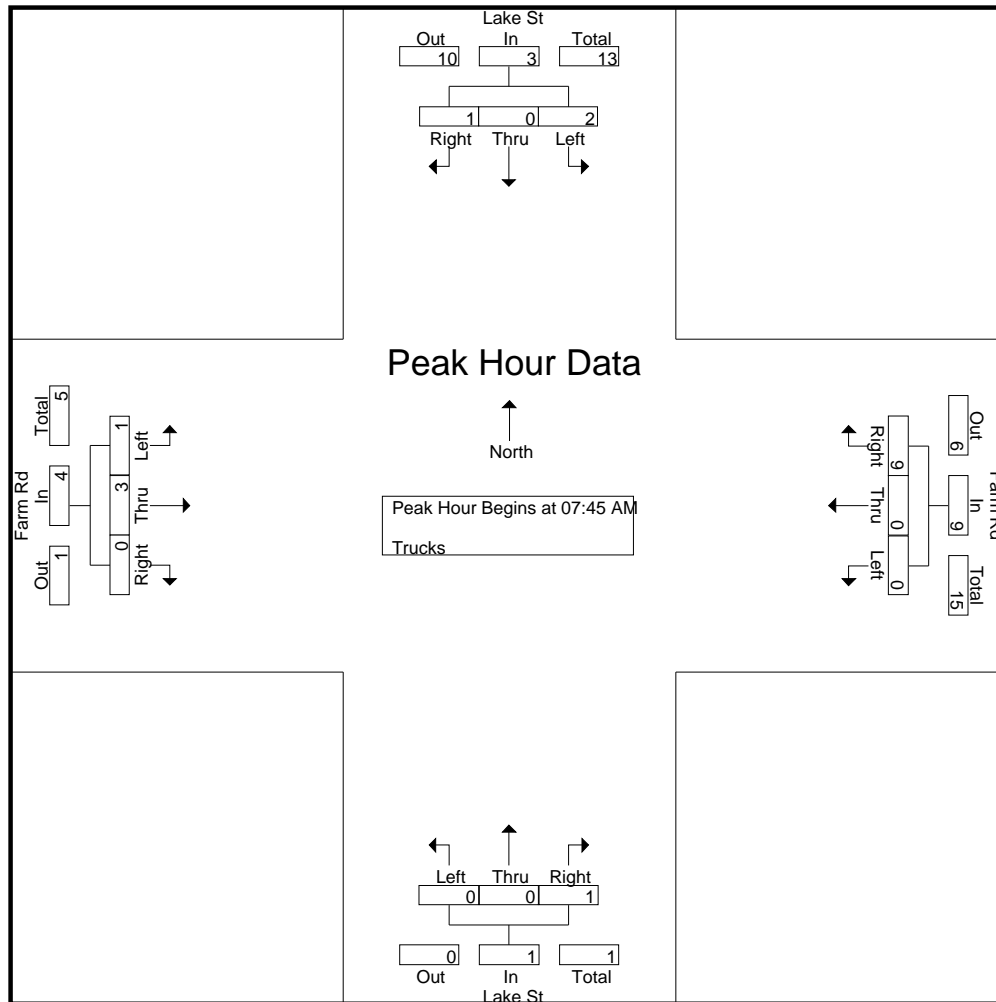 Lake St
Out In Total
10 3 13
1 0 2
Right Thru Left
Peak Hour Data
North
Peak Hour Begins at 07:45 AM
Trucks
Farm Rd
Out In Total
1 4 5
0 3 1
Right Thru Left
Farm Rd
Out In Total
6 9 15
9 0 0
Right Thru Left
Left Thru Right
0 0 1
0 1 1
Out In Total
Lake St